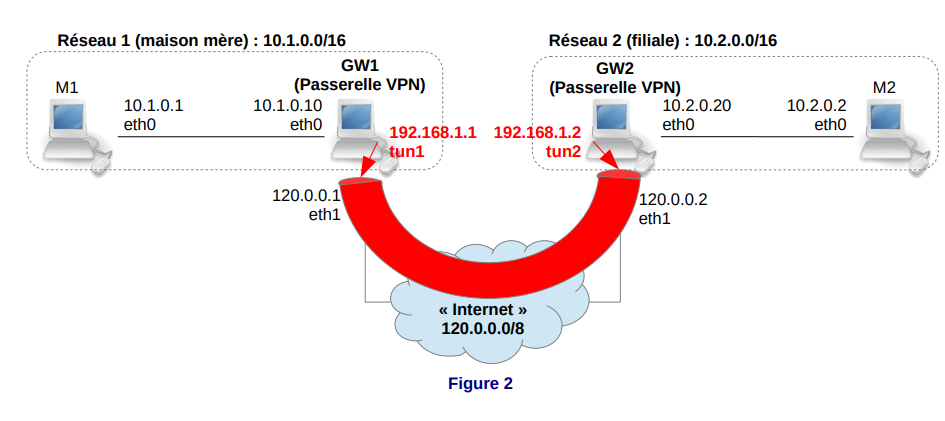 Réseau 1 (maison mère) : 10.1.0.0/16
Réseau 2 (filiale) : 10.2.0.0/16
GW1
(Passerelle VPN)
GW2
(Passerelle VPN)
M1
M2
10.1.0.1
eth0
10.1.0.10
eth0
192.168.1.1
tun1
192.168.1.2
tun2
10.2.0.20
eth0
10.2.0.2
eth0
120.0.0.1
eth1
120.0.0.2
eth1
« Internet »
120.0.0.0/8
Figure 2